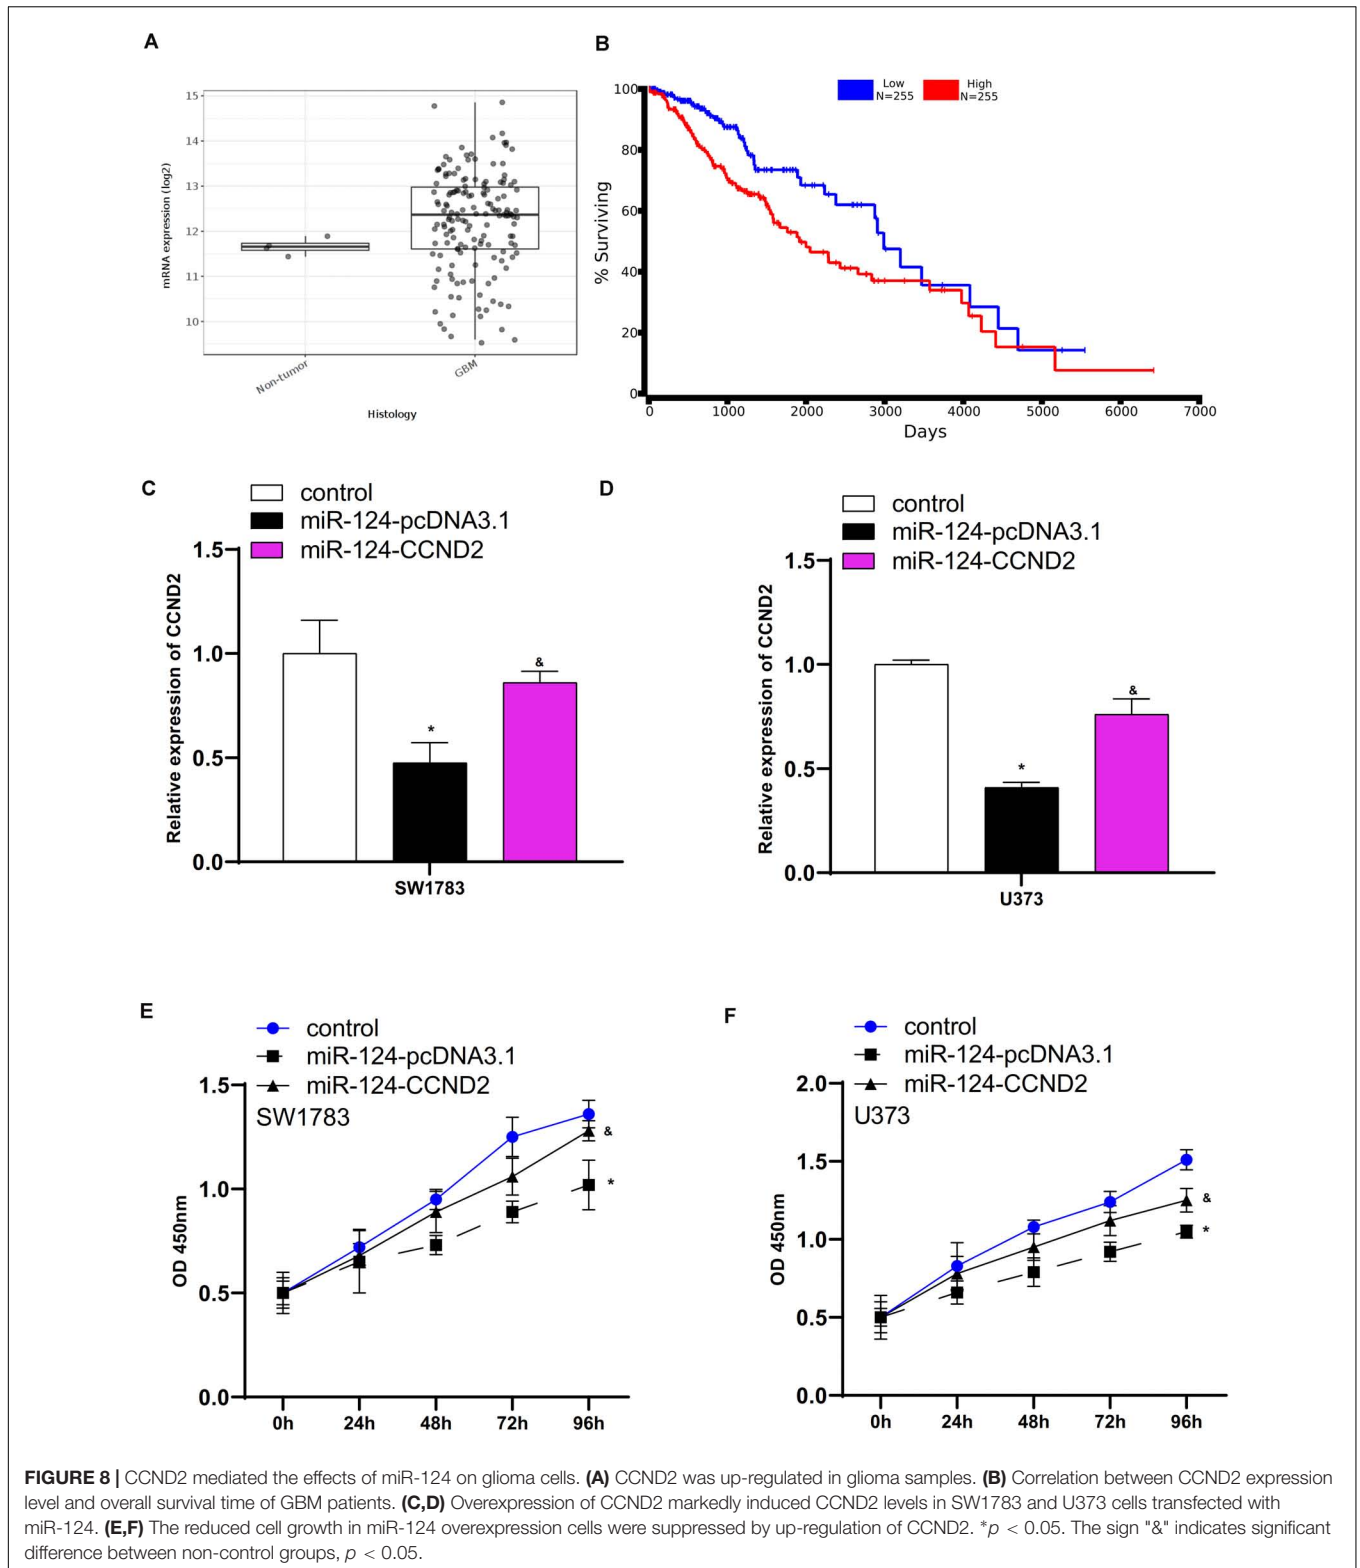 A
mRNA expression (log2)
15
14
13
12
11
10
Non-tumor
GBM
Histology
B
Low
N=255
High
N=255
% Surviving
100
80
60
40
20
0
0 1000 2000 3000 4000 5000 6000 7000
Days
C
control
miR-124-pcDNA3.1
miR-124-CCND2
Relative expression of CCND2
1.5
1.0
0.5
0.0
*
&
SW1783
D
control
miR-124-pcDNA3.1
miR-124-CCND2
Relative expression of CCND2
1.5
1.0
0.5
0.0
*
&
U373
E
control
miR-124-pcDNA3.1
miR-124-CCND2
SW1783
OD 450nm
1.5
1.0
0.5
0.0
&
*
0h 24h 48h 72h 96h
F
control
miR-124-pcDNA3.1
miR-124-CCND2
U373
OD 450nm
2.0
1.5
1.0
0.5
0.0
&
*
0h 24h 48h 72h 96h
FIGURE 8 | CCND2 mediated the effects of miR-124 on glioma cells. (A) CCND2 was up-regulated in glioma samples. (B) Correlation between CCND2 expression
level and overall survival time of GBM patients. (C,D) Overexpression of CCND2 markedly induced CCND2 levels in SW1783 and U373 cells transfected with
miR-124. (E,F) The reduced cell growth in miR-124 overexpression cells were suppressed by up-regulation of CCND2. *p < 0.05. The sign "&" indicates significant
difference between non-control groups, p < 0.05.